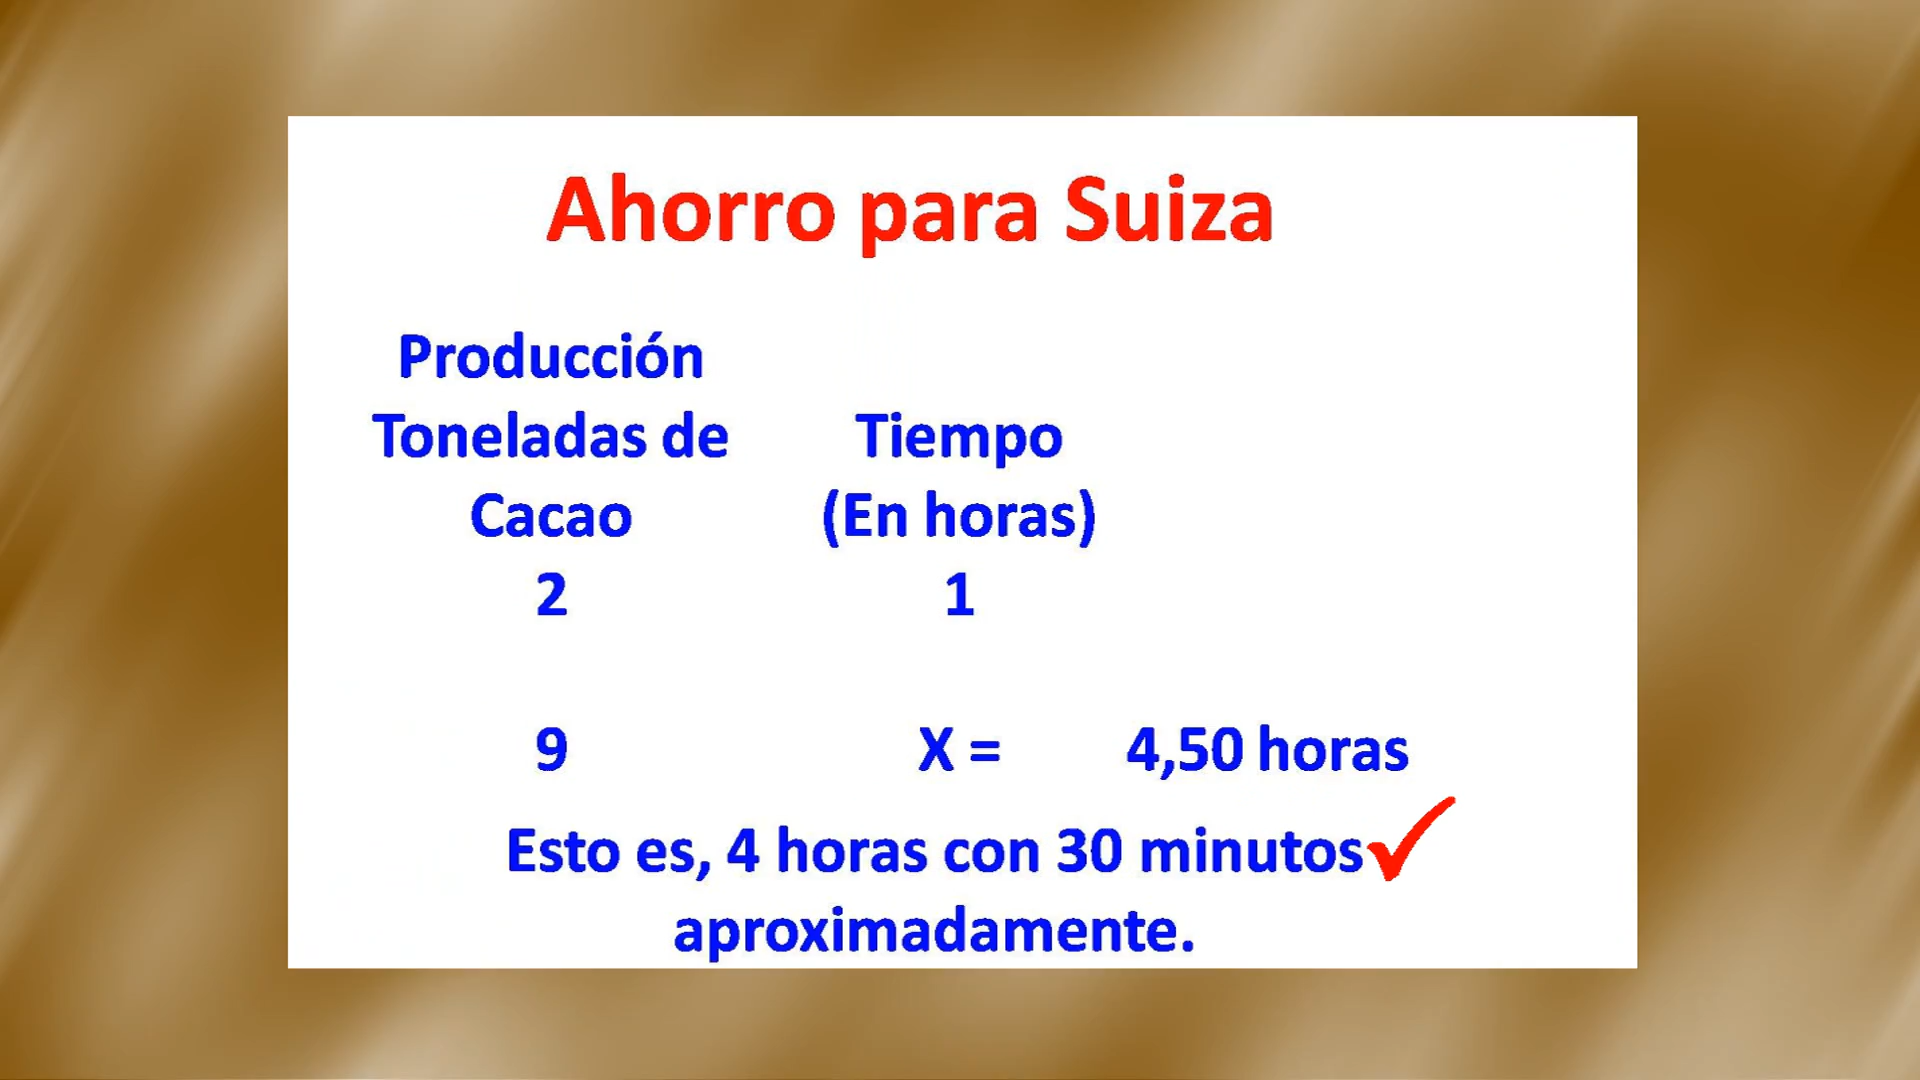 Ahorro para Suiza
Producción
Toneladas de Tiempo
Cacao (En horas)
2 1
9 X = 4,50 horas
Esto es, 4 horas con 30 minutos
aproximadamente.